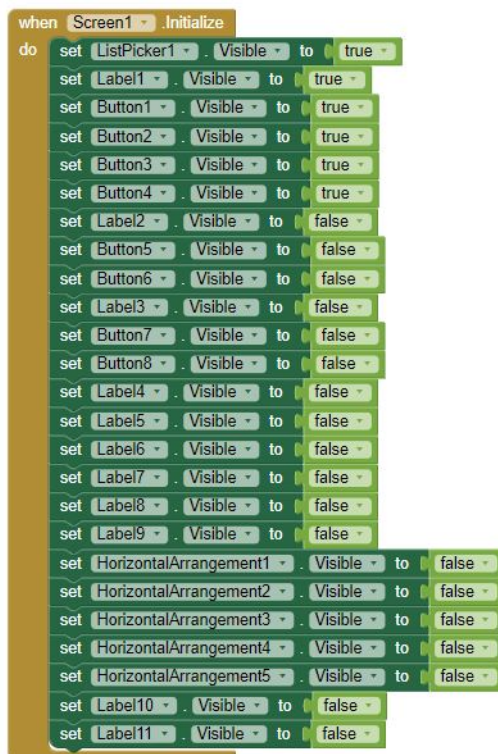 when Screen1 .Initialize
do set ListPicker1 . Visible to true
set Label1 . Visible to true
set Button1 . Visible to true
set Button2 . Visible to true
set Button3 . Visible to true
set Button4 . Visible to true
set Label2 . Visible to false
set Button5 . Visible to false
set Button6 . Visible to false
set Label3 . Visible to false
set Button7 . Visible to false
set Button8 . Visible to false
set Label4 . Visible to false
set Label5 . Visible to false
set Label6 . Visible to false
set Label7 . Visible to false
set Label8 . Visible to false
set Label9 . Visible to false
set HorizontalArrangement1 . Visible to false
set HorizontalArrangement2 . Visible to false
set HorizontalArrangement3 . Visible to false
set HorizontalArrangement4 . Visible to false
set HorizontalArrangement5 . Visible to false
set Label10 . Visible to false
set Label11 . Visible to false